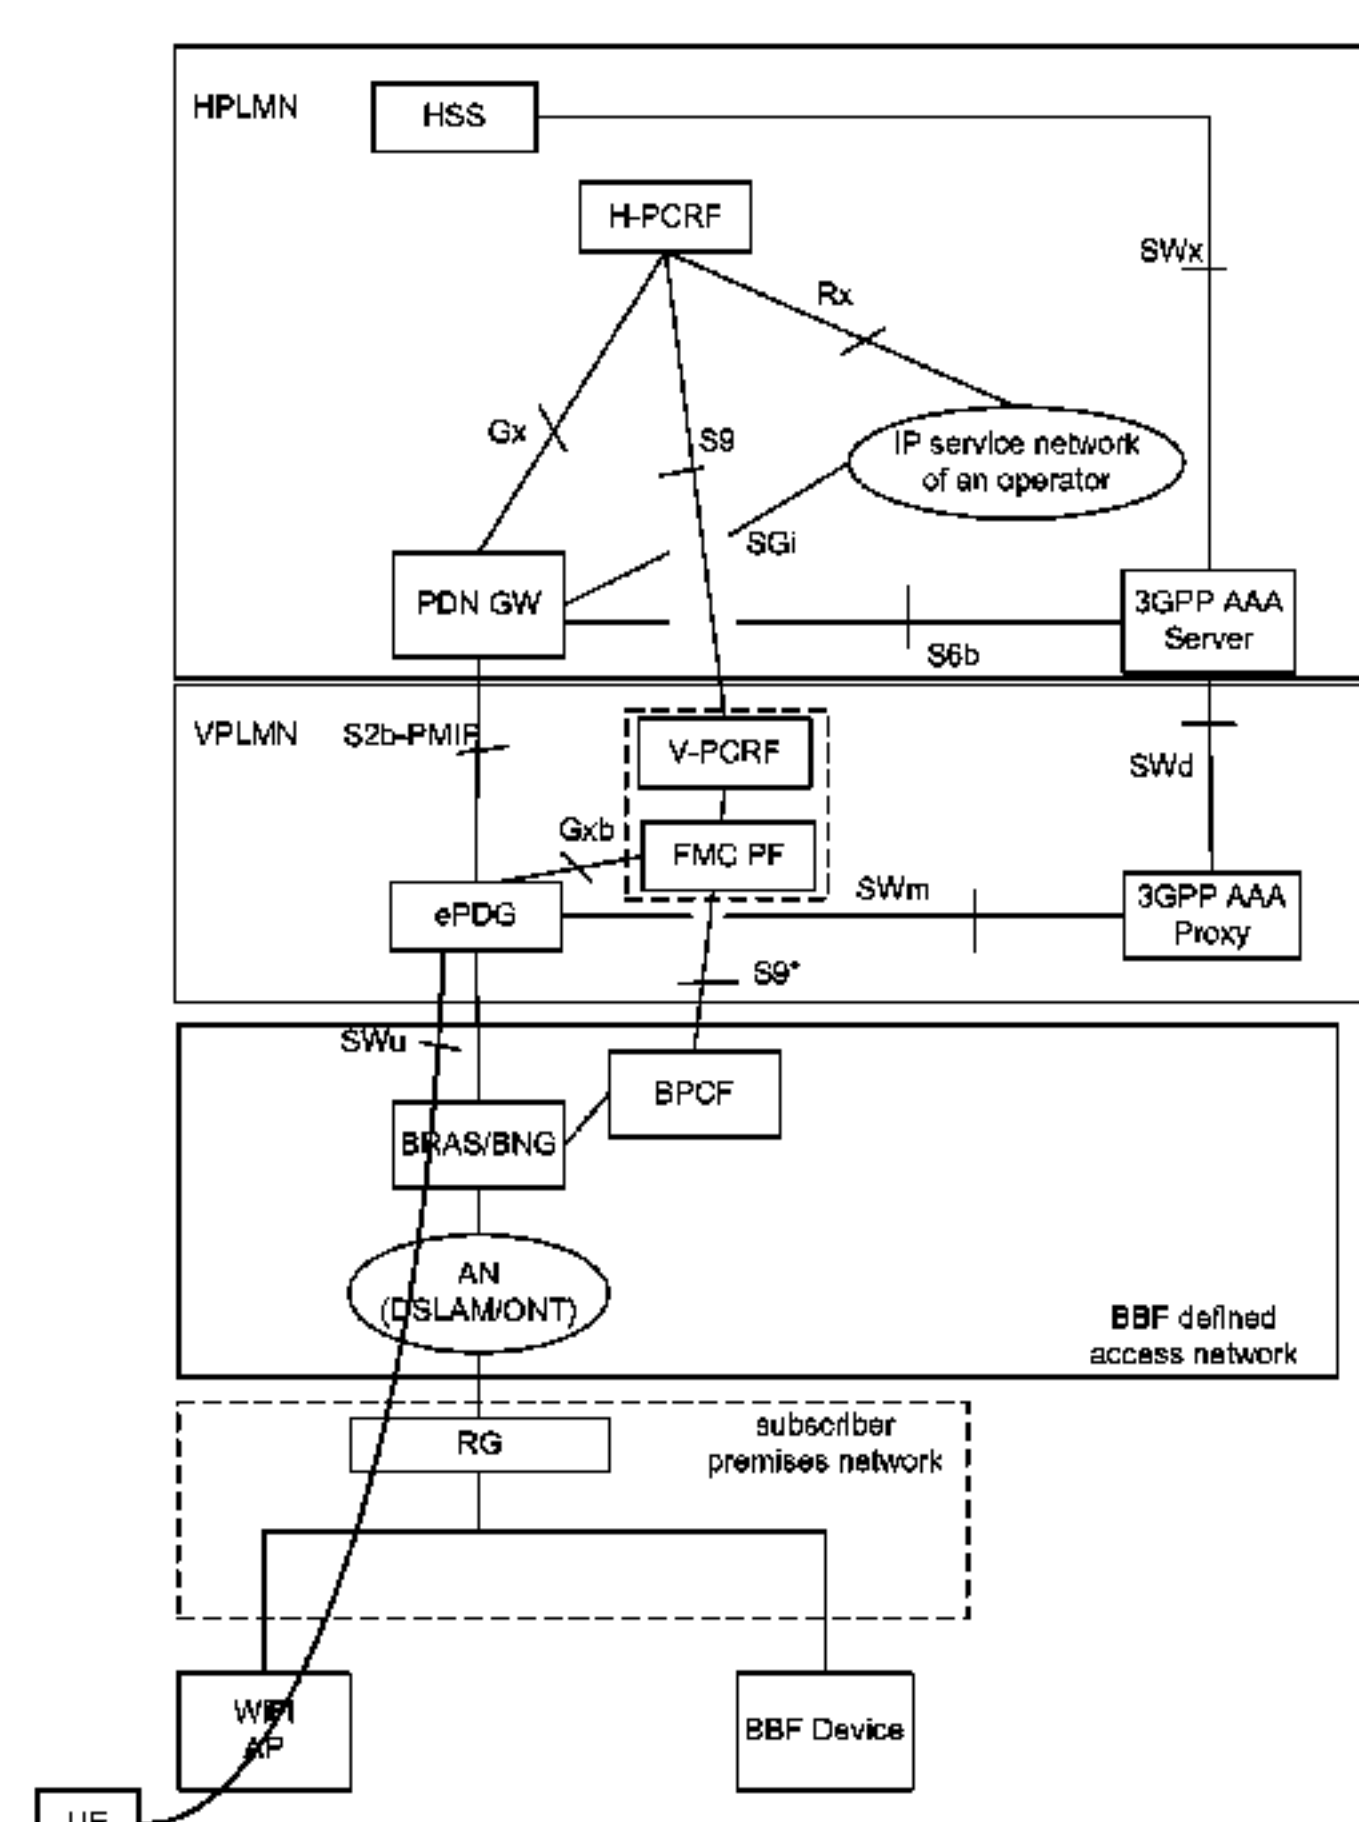 HPLMN
HSS
H-PCRF
SWx
Rx
Gx
S9
IP service network
of an operator
SGi
PDN GW
3GPP AAA
Server
S6b
VPLMN
S2b-PMIP
V-PCRF
SWd
Gxb
FMC PF
SWm
ePDG
3GPP AAA
Proxy
S9*
SWu
BPCF
BRAS/BNG
AN
(DSLAM/ONT)
BBF defined
access network
RG
subscriber
premises network
WIFI
AP
BBF Device
UE